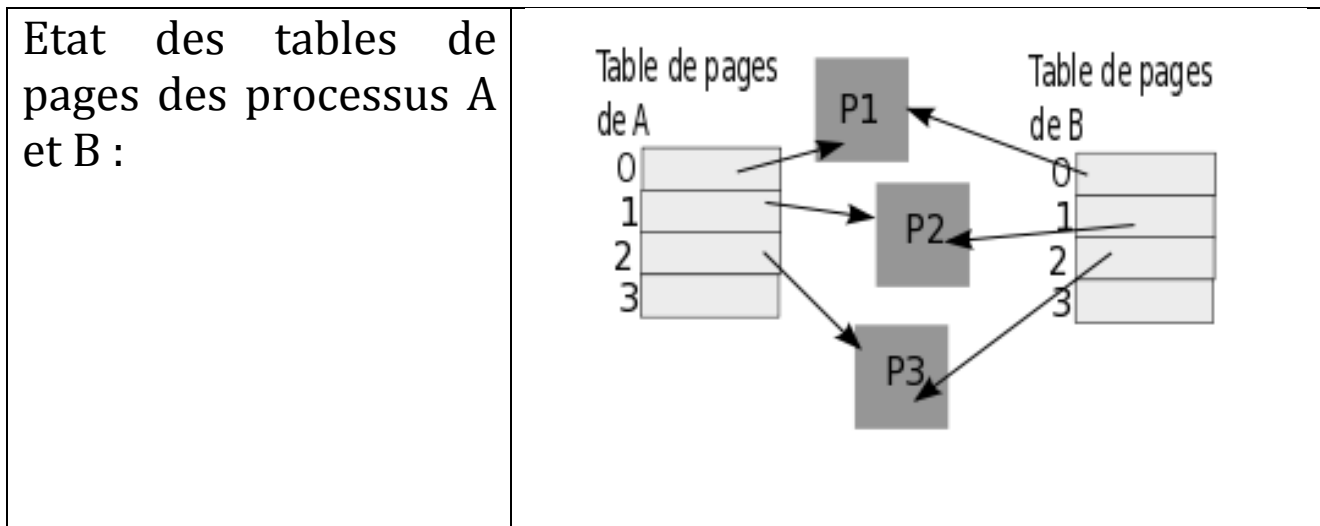 Etat des tables de
pages des processus A
et B :
Table de pages
de A
0
1
2
3
P1
P2
P3
Table de pages
de B
0
1
2
3